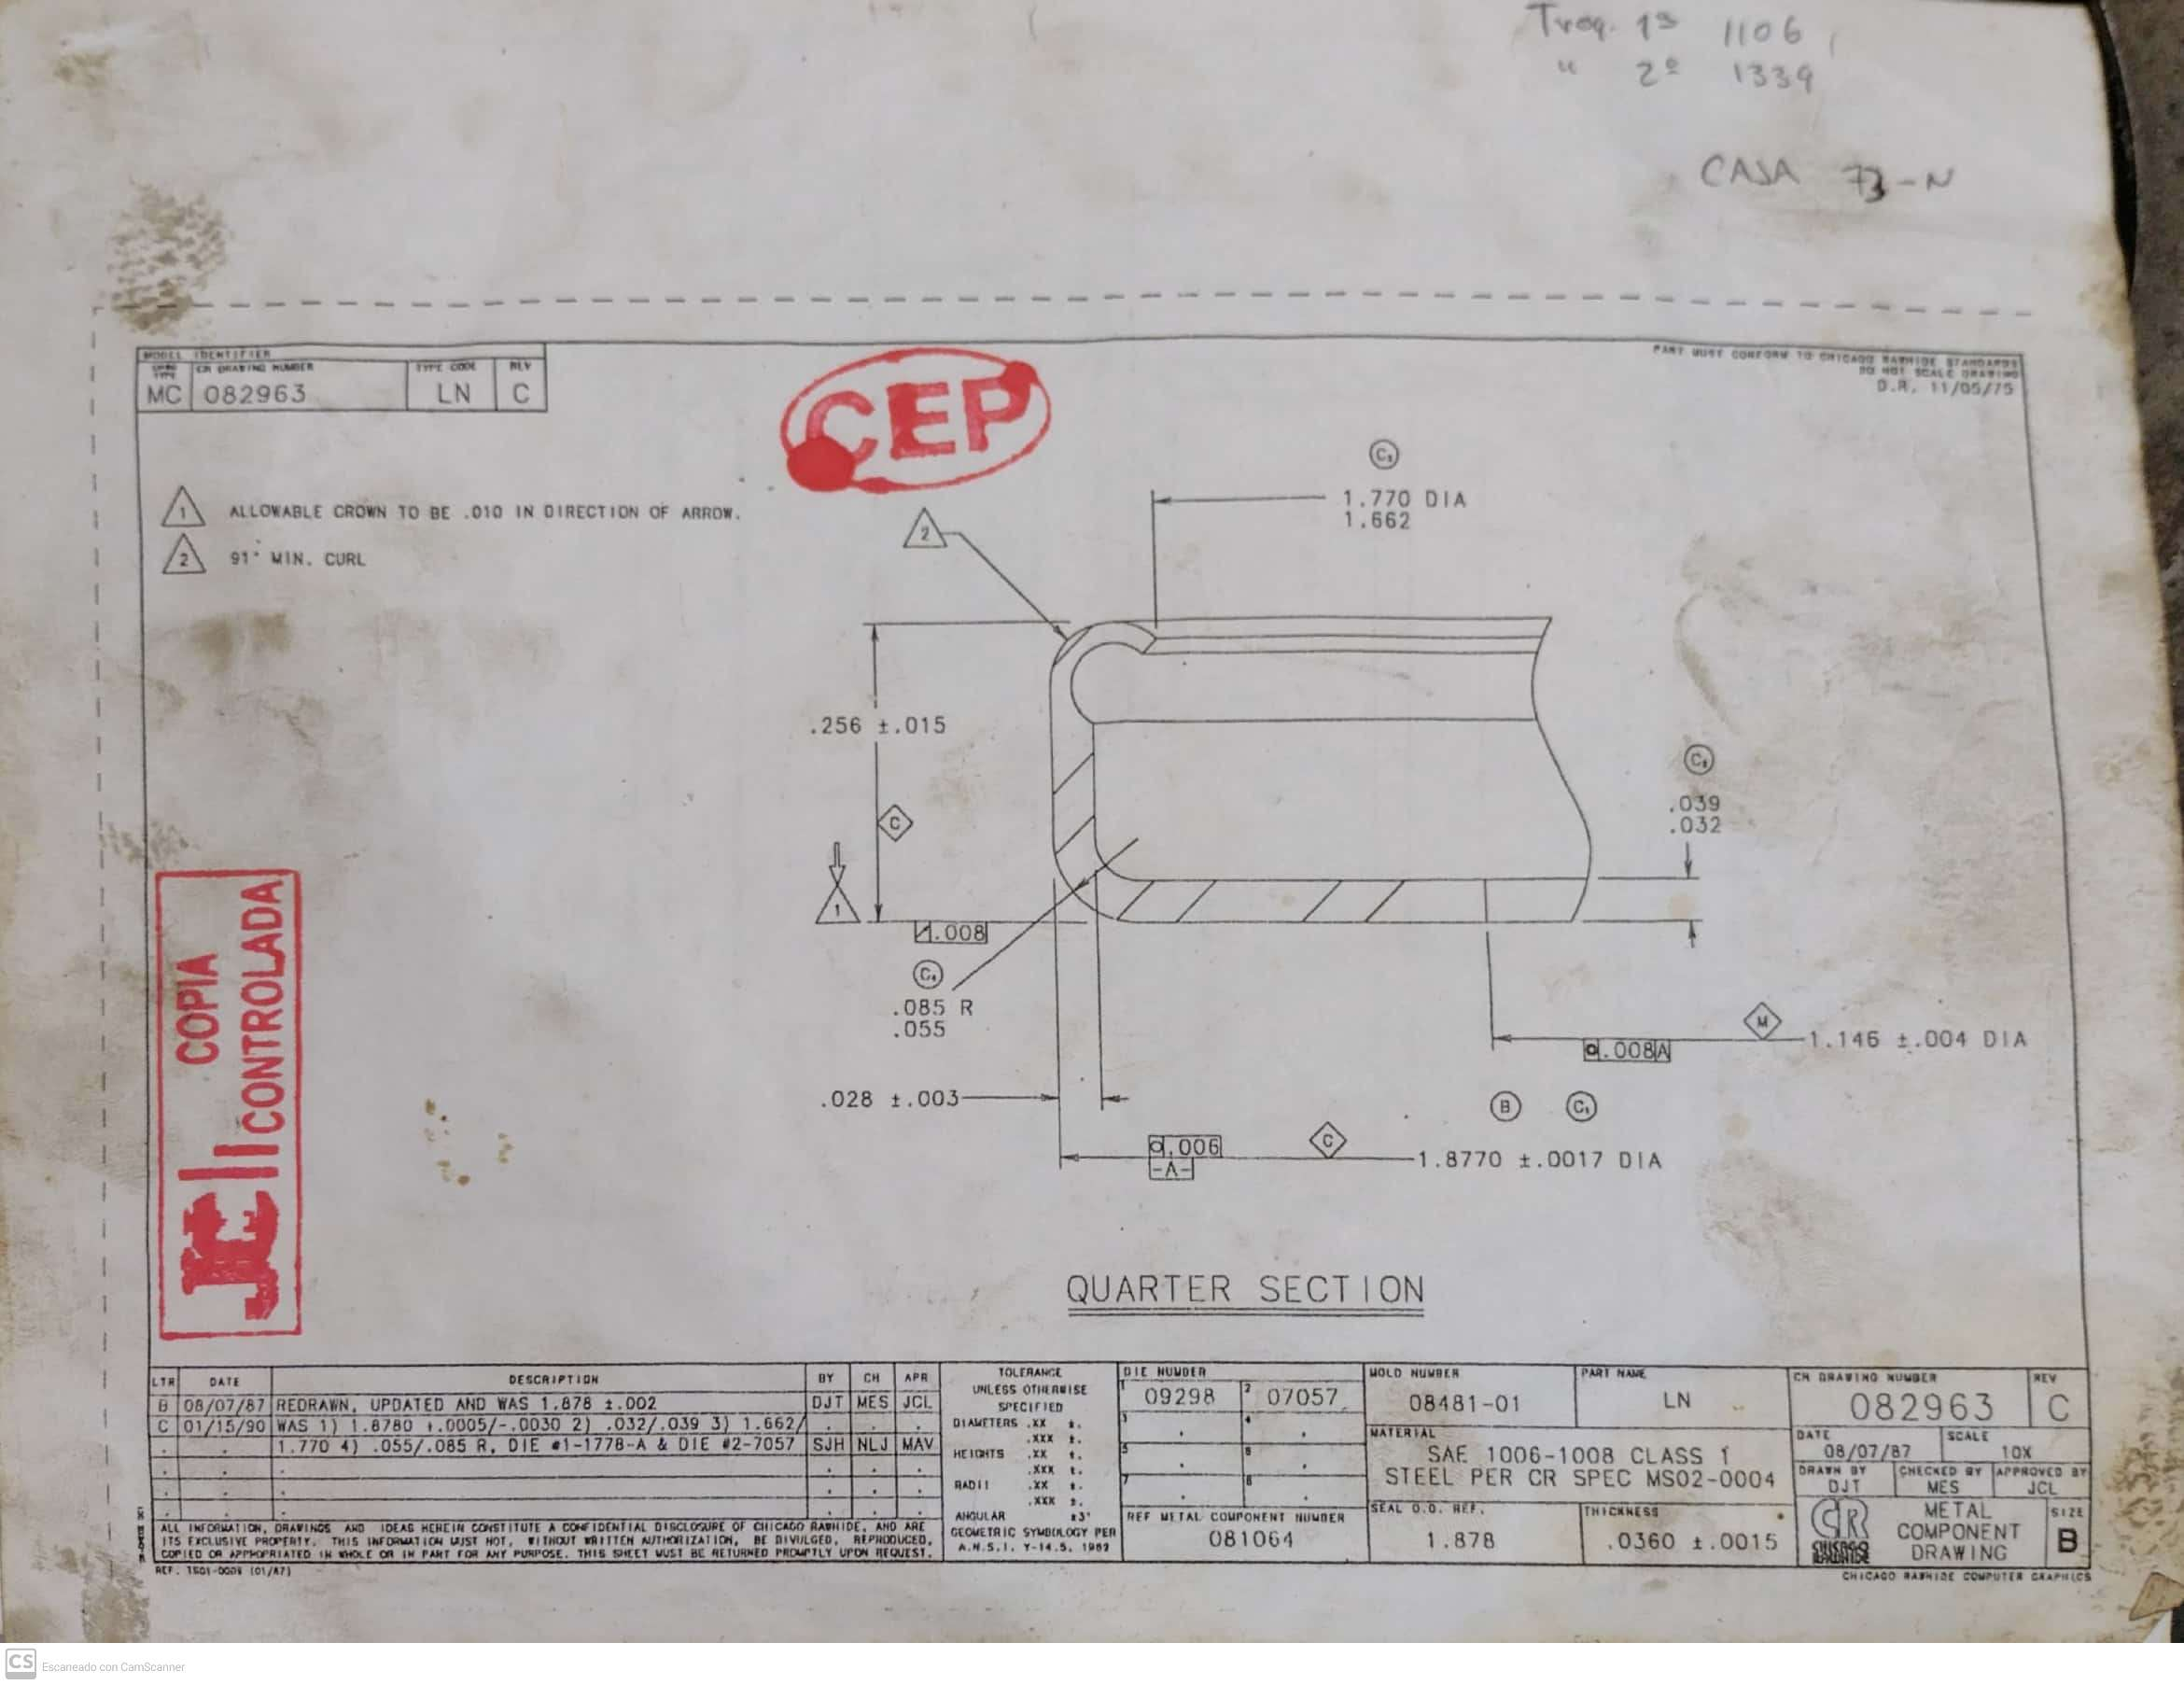 Troq. 1º 1106
" 2º 1339
CASA 73-N
MODEL IDENTIFIER
CR DRAWING NUMBER TYPE CODE REV
MC 082963 LN C
PART MUST CONFORM TO CHICAGO RAWHIDE STANDARDS
DO NOT SCALE DRAWING
D.R. 11/05/75
CEP
1 ALLOWABLE CROWN TO BE .010 IN DIRECTION OF ARROW.
2 91° MIN. CURL
2
1.770 DIA
1.662
.256 ±.015
C
1
.008
.085 R
.055
.039
.032
M
.008 A
1.146 ±.004 DIA
.028 ±.003
B C₁
.006
-A-
C
1.8770 ±.0017 DIA
COPIA
CONTROLADA
QUARTER SECTION
LTR DATE DESCRIPTION BY CH APR
B 08/07/87 REDRAWN, UPDATED AND WAS 1.878 ±.002 DJT MES JCL
C 01/15/90 WAS 1) 1.8780 +.0005/-.0030 2) .032/.039 3) 1.662/
1.770 4) .055/.085 R, DIE #1-1778-A & DIE #2-7057 SJH NLJ MAV
ALL INFORMATION, DRAWINGS AND IDEAS HEREIN CONSTITUTE A CONFIDENTIAL DISCLOSURE OF CHICAGO RAWHIDE, AND ARE
ITS EXCLUSIVE PROPERTY. THIS INFORMATION MUST NOT, WITHOUT WRITTEN AUTHORIZATION, BE DIVULGED, REPRODUCED,
COPIED OR APPROPRIATED IN WHOLE OR IN PART FOR ANY PURPOSE. THIS SHEET MUST BE RETURNED PROMPTLY UPON REQUEST.
TOLERANCE
UNLESS OTHERWISE
SPECIFIED
DIAMETERS .XX ±.
.XXX ±.
HEIGHTS .XX ±.
.XXX ±.
RADII .XX ±.
.XXX ±.
ANGULAR ±3°
GEOMETRIC SYMBOLOGY PER
A.N.S.I. Y-14.5, 1982
DIE NUMBER
1 09298 2 07057
3 4
5 6
7 8
REF METAL COMPONENT NUMBER
081064
MOLD NUMBER
08481-01
PART NAME
LN
MATERIAL
SAE 1006-1008 CLASS 1
STEEL PER CR SPEC MS02-0004
SEAL O.D. REF.
1.878
THICKNESS
.0360 ±.0015
CR DRAWING NUMBER
082963
REV
C
DATE
08/07/87
SCALE
10X
DRAWN BY
DJT
CHECKED BY
MES
APPROVED BY
JCL
CR
CHICAGO
RAWHIDE
METAL
COMPONENT
DRAWING
SIZE
B
CHICAGO RAWHIDE COMPUTER GRAPHICS
CS Escaneado con CamScanner